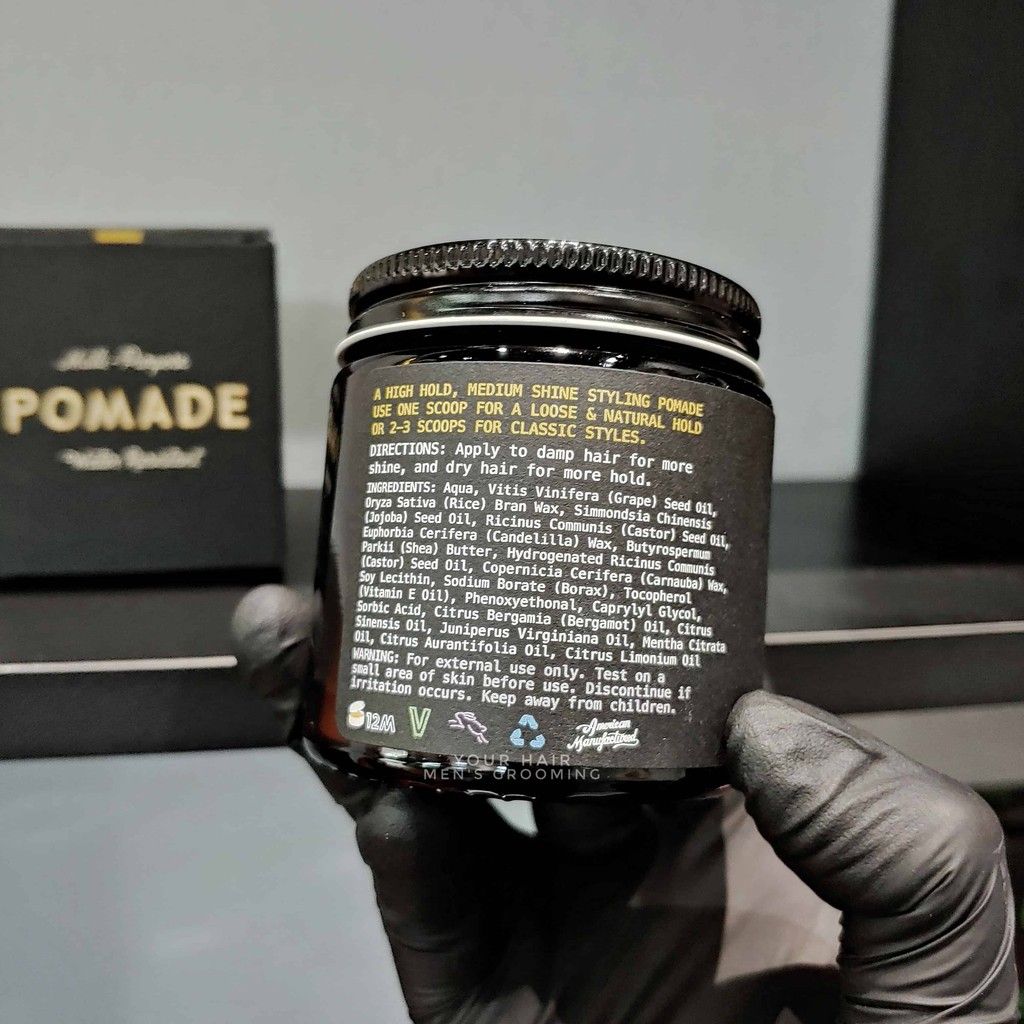 POMADE
A HIGH HOLD, MEDIUM SHINE STYLING POMADE
USE ONE SCOOP FOR A LOOSE & NATURAL HOLD
OR 2-3 SCOOPS FOR CLASSIC STYLES.
DIRECTIONS: Apply to damp hair for more
shine, and dry hair for more hold.
INGREDIENTS: Aqua, Vitis Vinifera (Grape) Seed Oil,
Oryza Sativa (Rice) Bran Wax, Simmondsia Chinensis
(Jojoba) Seed Oil, Ricinus Communis (Castor) Seed Oil,
Euphorbia Cerifera (Candelilla) Wax, Butyrospermum
Parkii (Shea) Butter, Hydrogenated Ricinus Communis
(Castor) Seed Oil, Copernicia Cerifera (Carnauba) Wax,
Soy Lecithin, Sodium Borate (Borax), Tocopherol
(Vitamin E Oil), Phenoxyethonal, Caprylyl Glycol,
Sorbic Acid, Citrus Bergamia (Bergamot) Oil, Citrus
Sinensis Oil, Juniperus Virginiana Oil, Mentha Citrata
Oil, Citrus Aurantifolia Oil, Citrus Limonium Oil
WARNING: For external use only. Test on a
small area of skin before use. Discontinue if
irritation occurs. Keep away from children.
12M V American
Manufactured
YOUR HAIR
MEN'S GROOMING